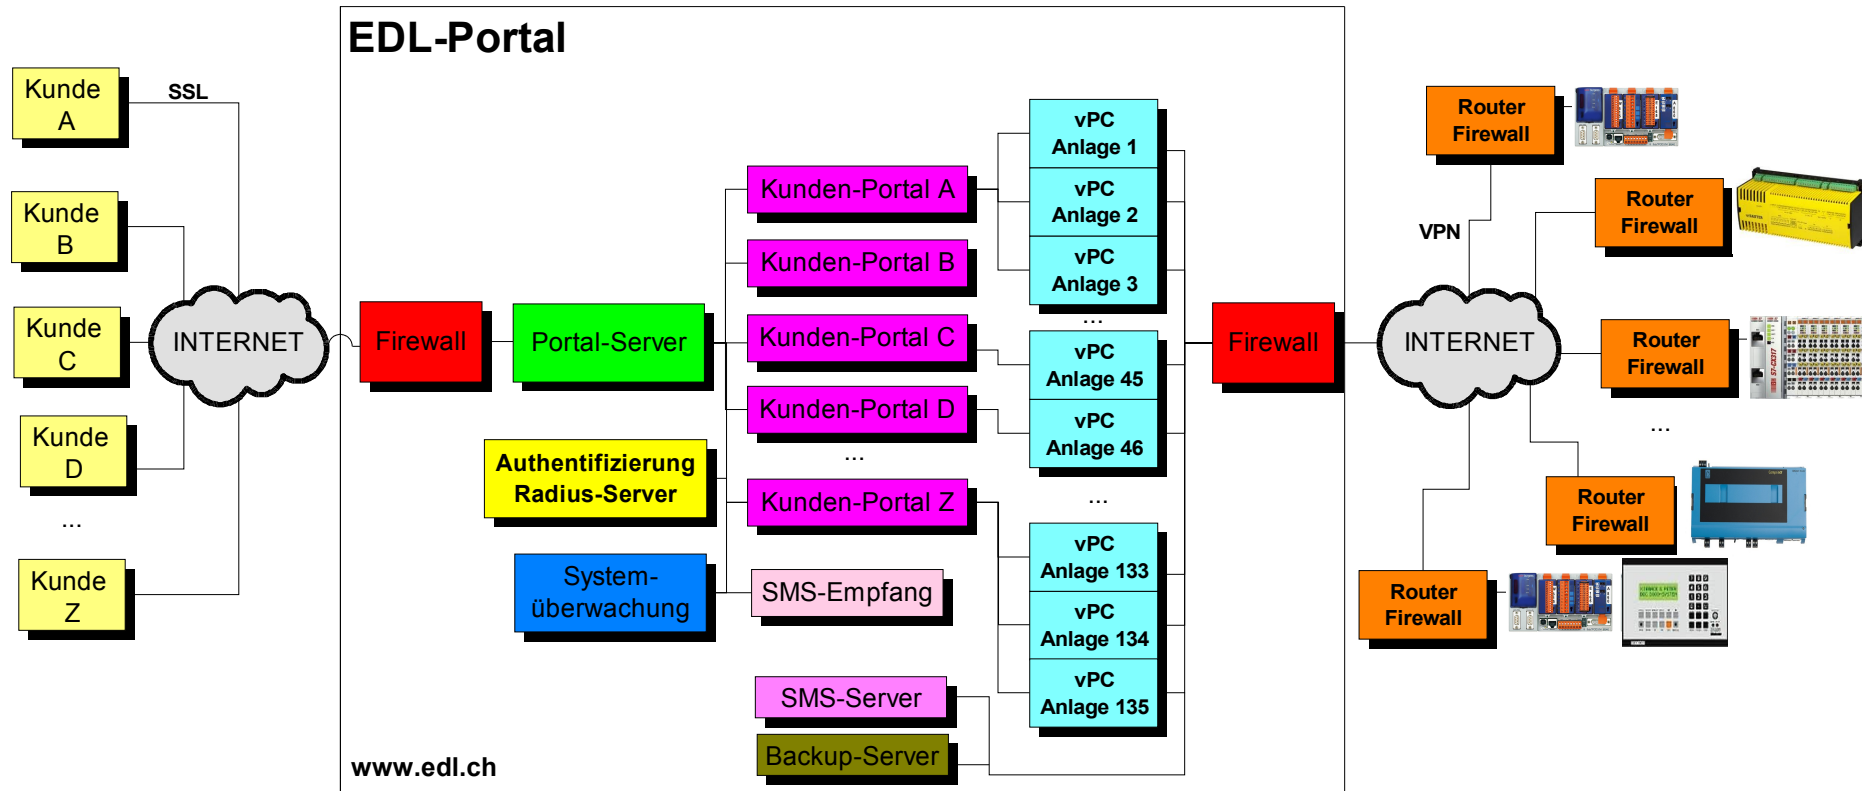 EDL-Portal
Kunde
A
SSL
Kunde
B
Kunde
C
Kunde
D
...
Kunde
Z
INTERNET
Firewall
Portal-Server
Authentifizierung
Radius-Server
System-
überwachung
Kunden-Portal A
Kunden-Portal B
Kunden-Portal C
Kunden-Portal D
...
Kunden-Portal Z
SMS-Empfang
SMS-Server
Backup-Server
vPC
Anlage 1
vPC
Anlage 2
vPC
Anlage 3
...
vPC
Anlage 45
vPC
Anlage 46
...
vPC
Anlage 133
vPC
Anlage 134
vPC
Anlage 135
Firewall
INTERNET
VPN
Router
Firewall
Router
Firewall
Router
Firewall
...
Router
Firewall
Router
Firewall
www.edl.ch